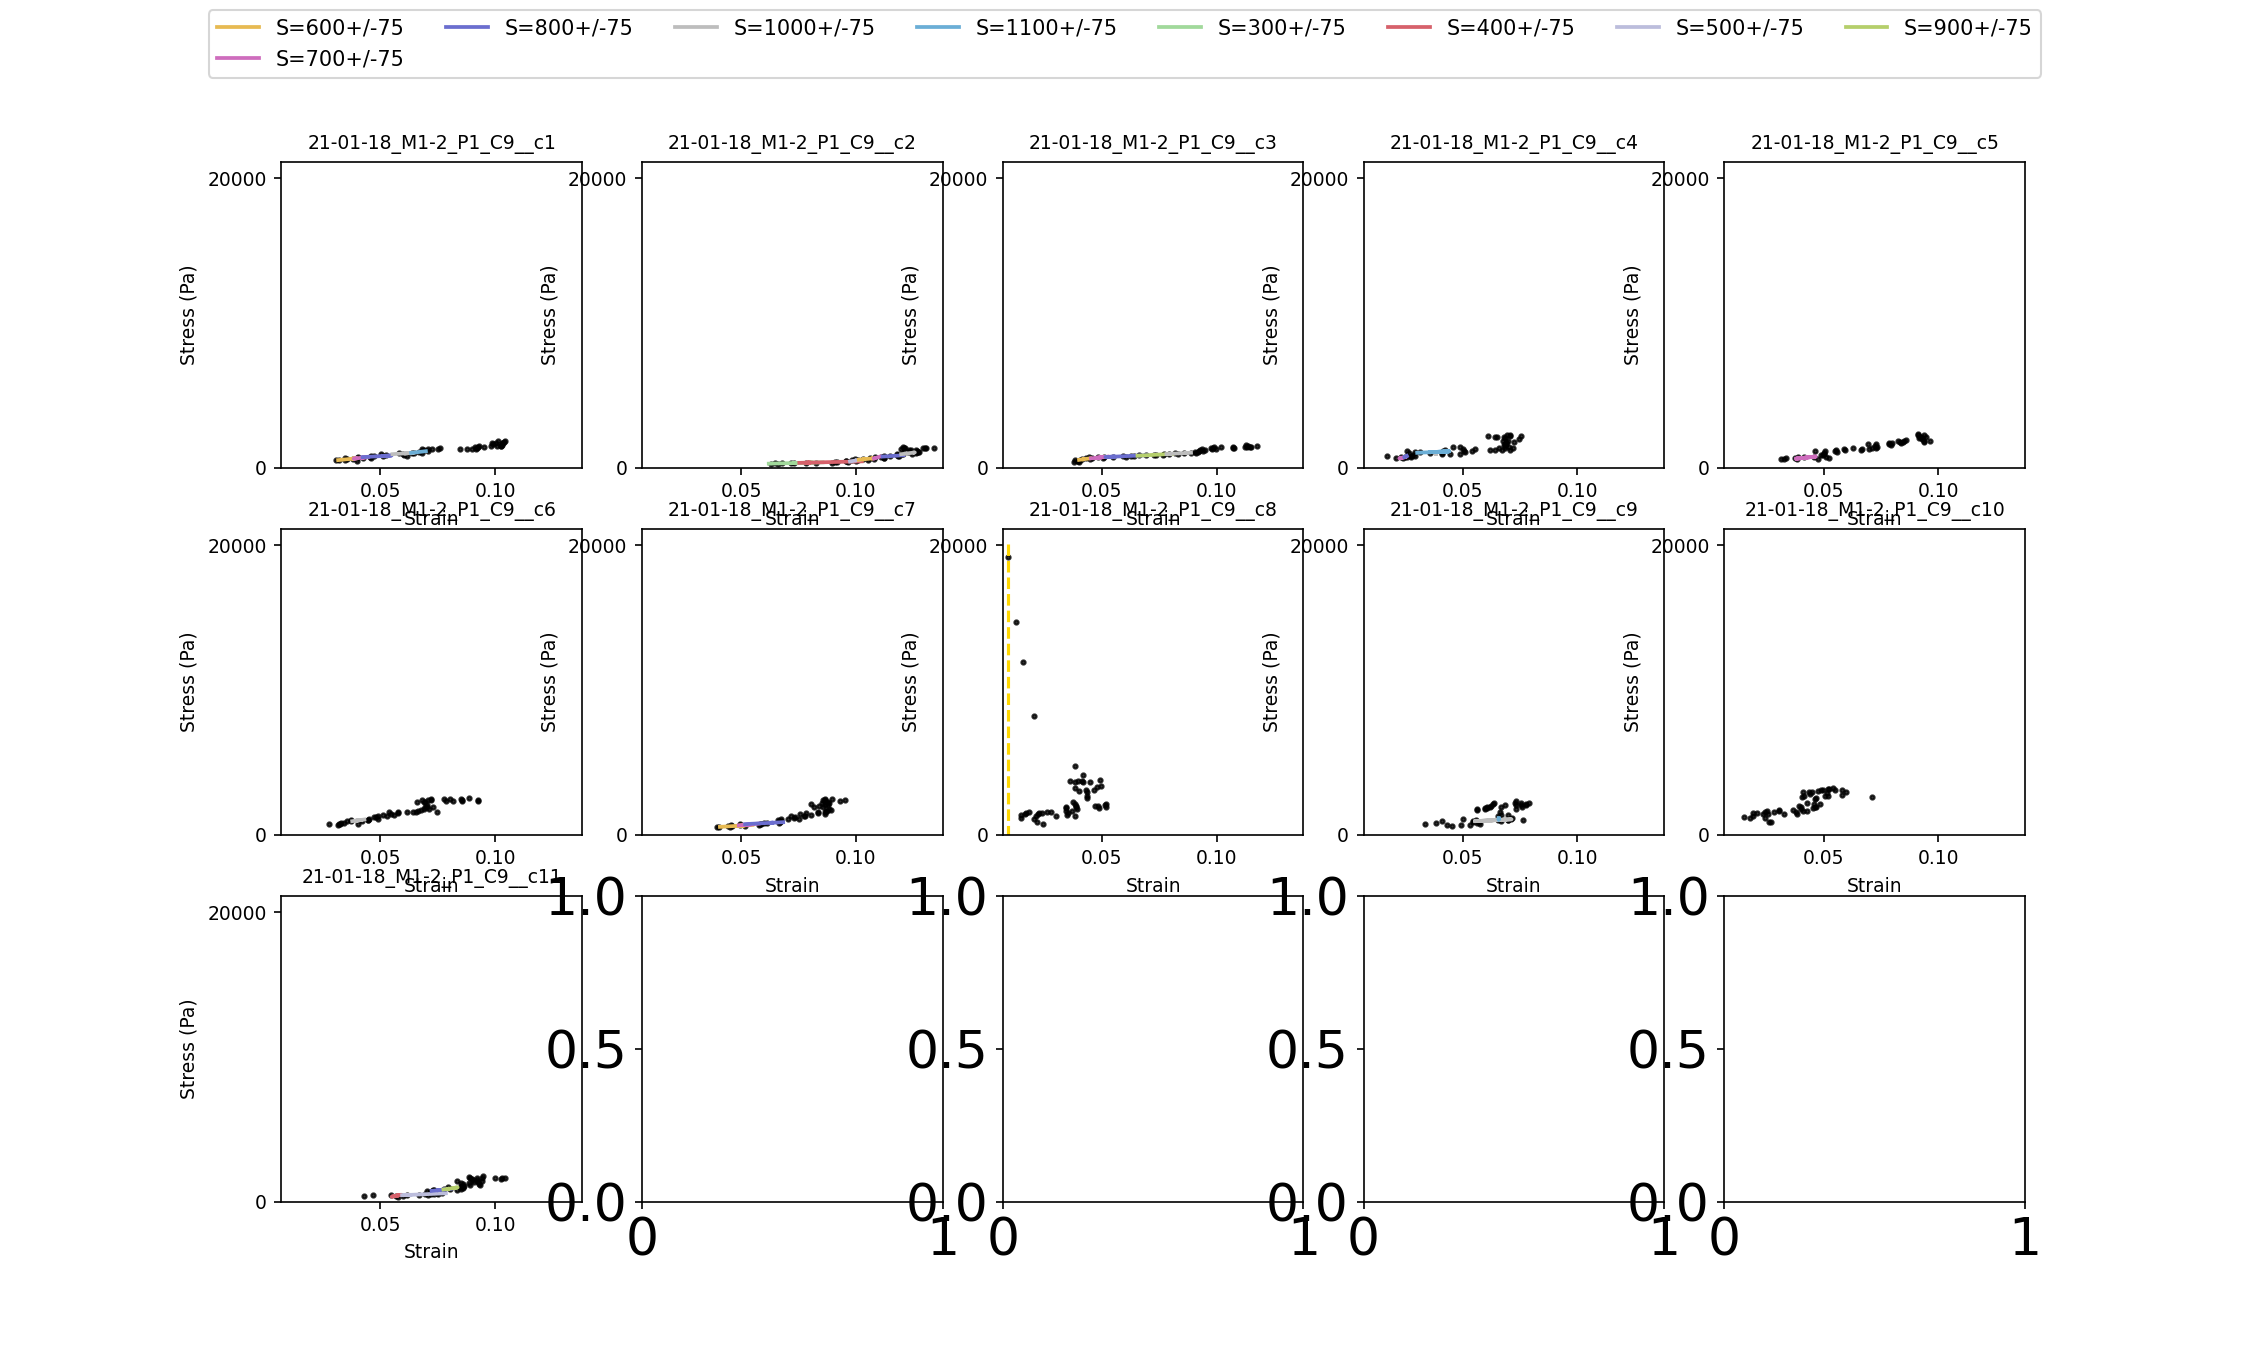 S=600+/-75 S=800+/-75 S=1000+/-75 S=1100+/-75 S=300+/-75 S=400+/-75 S=500+/-75 S=900+/-75
S=700+/-75
21-01-18_M1-2_P1_C9__c1 21-01-18_M1-2_P1_C9__c2 21-01-18_M1-2_P1_C9__c3 21-01-18_M1-2_P1_C9__c4 21-01-18_M1-2_P1_C9__c5
20000 20000 20000 20000 20000
Stress (Pa) Stress (Pa) Stress (Pa) Stress (Pa) Stress (Pa)
0 0 0 0 0
0.05 0.10 0.05 0.10 0.05 0.10 0.05 0.10 0.05 0.10
Strain Strain Strain Strain Strain
21-01-18_M1-2_P1_C9__c6 21-01-18_M1-2_P1_C9__c7 21-01-18_M1-2_P1_C9__c8 21-01-18_M1-2_P1_C9__c9 21-01-18_M1-2_P1_C9__c10
20000 20000 20000 20000 20000
Stress (Pa) Stress (Pa) Stress (Pa) Stress (Pa) Stress (Pa)
0 0 0 0 0
0.05 0.10 0.05 0.10 0.05 0.10 0.05 0.10 0.05 0.10
Strain Strain Strain Strain Strain
21-01-18_M1-2_P1_C9__c11
20000 1.0 1.0 1.0 1.0
Stress (Pa) 0.5 0.5 0.5 0.5
0 0.0 0.0 0.0 0.0
0.05 0.10 0 1 0 1 0 1 0 1
Strain